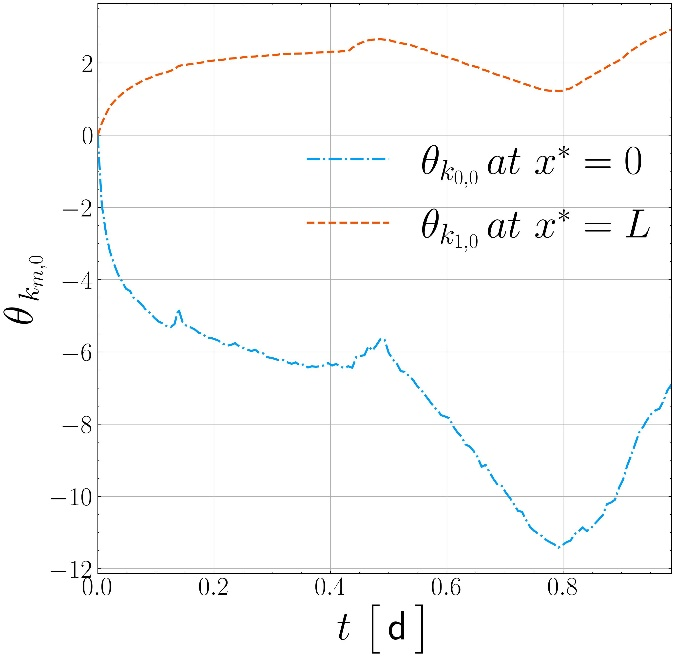 2
0
−2
−4
−6
−8
−10
−12
θ_{k_{m,0}}
θ_{k_{0,0}} at x* = 0
θ_{k_{1,0}} at x* = L
0.0 0.2 0.4 0.6 0.8
t [d]